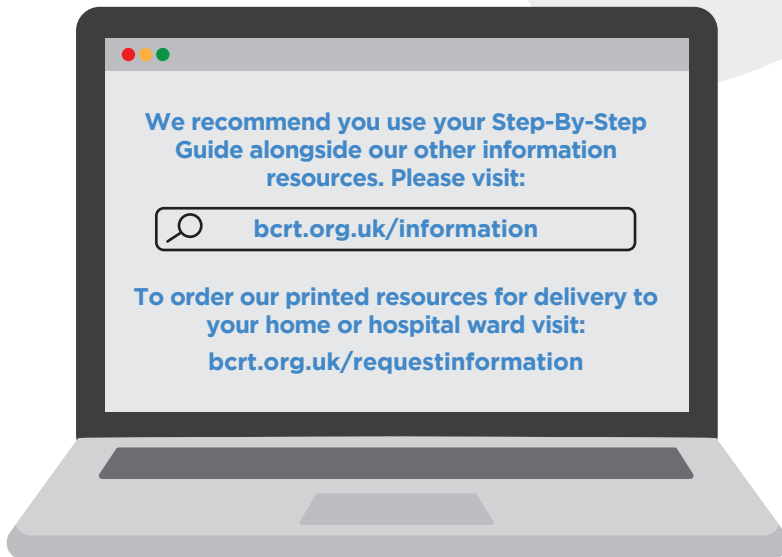 We recommend you use your Step-By-Step
Guide alongside our other information
resources. Please visit:
bcrt.org.uk/information
To order our printed resources for delivery to
your home or hospital ward visit:
bcrt.org.uk/requestinformation